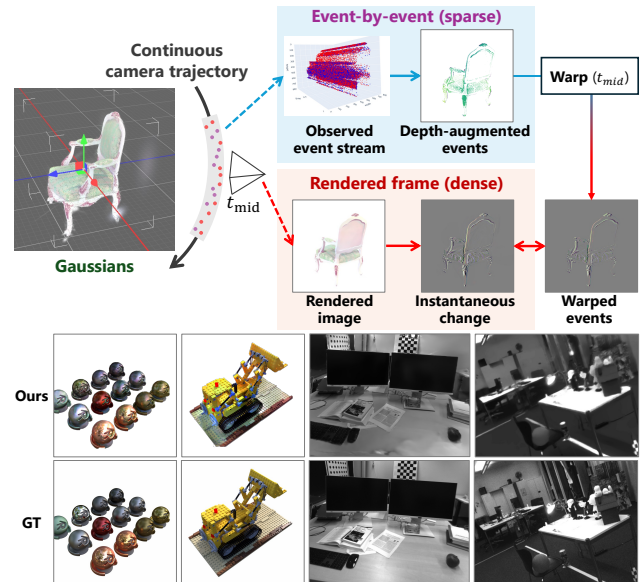 Event-by-event (sparse)
Continuous
camera trajectory
Warp (t_mid)
Observed
event stream
Depth-augmented
events
t_mid
Rendered frame (dense)
Gaussians
Rendered
image
Instantaneous
change
Warped
events
Ours
GT